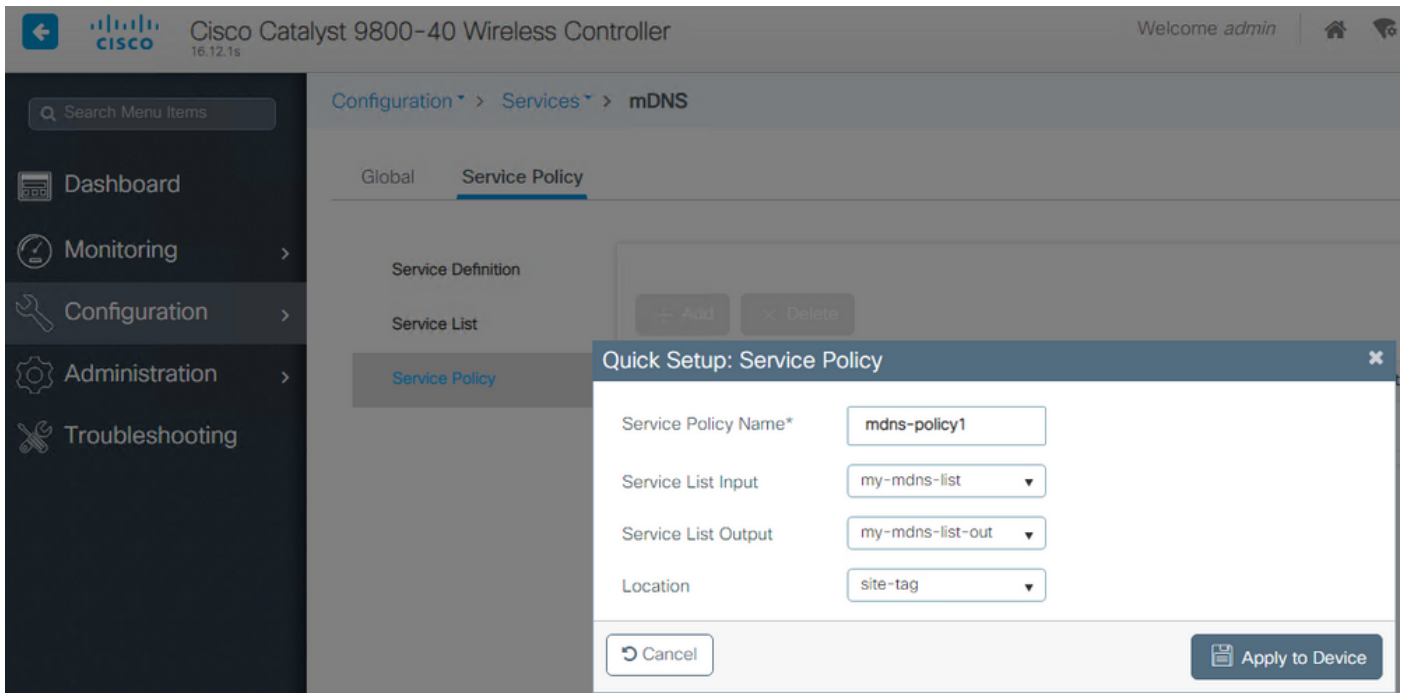 CISCO
Cisco Catalyst 9800-40 Wireless Controller
16.12.1s
Welcome admin
Search Menu Items
Configuration > Services > mDNS
Dashboard
Global Service Policy
Monitoring
Service Definition
Configuration
+ Add × Delete
Service List
Quick Setup: Service Policy
Administration
Service Policy
Service Policy Name* mdns-policy1
Troubleshooting
Service List Input my-mdns-list
Service List Output my-mdns-list-out
Location site-tag
Cancel Apply to Device